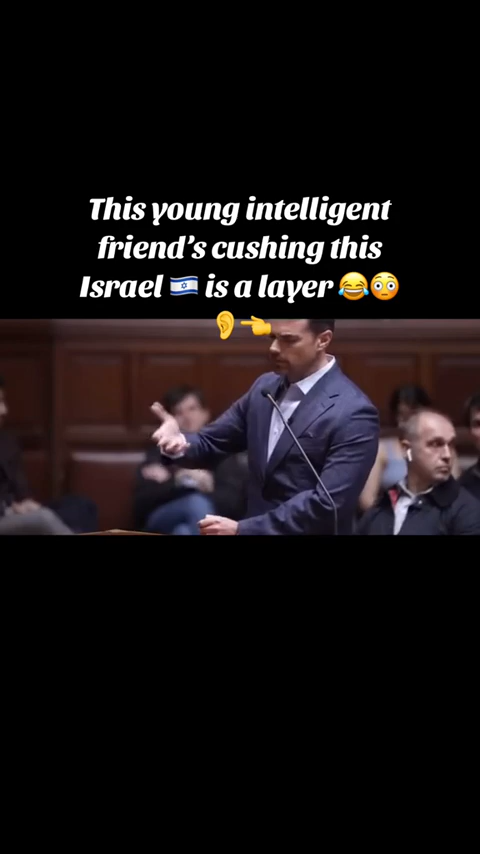 This young intelligent
friend's cushing this
Israel 🇮🇱 is a layer 😂😳
👂👈